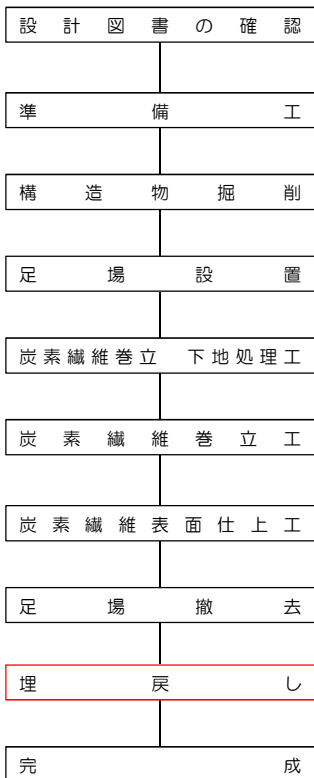 設計図書の確認
準備工
構造物掘削
足場設置
炭素繊維巻立 下地処理工
炭素繊維巻立工
炭素繊維表面仕上工
足場撤去
埋戻し
完成